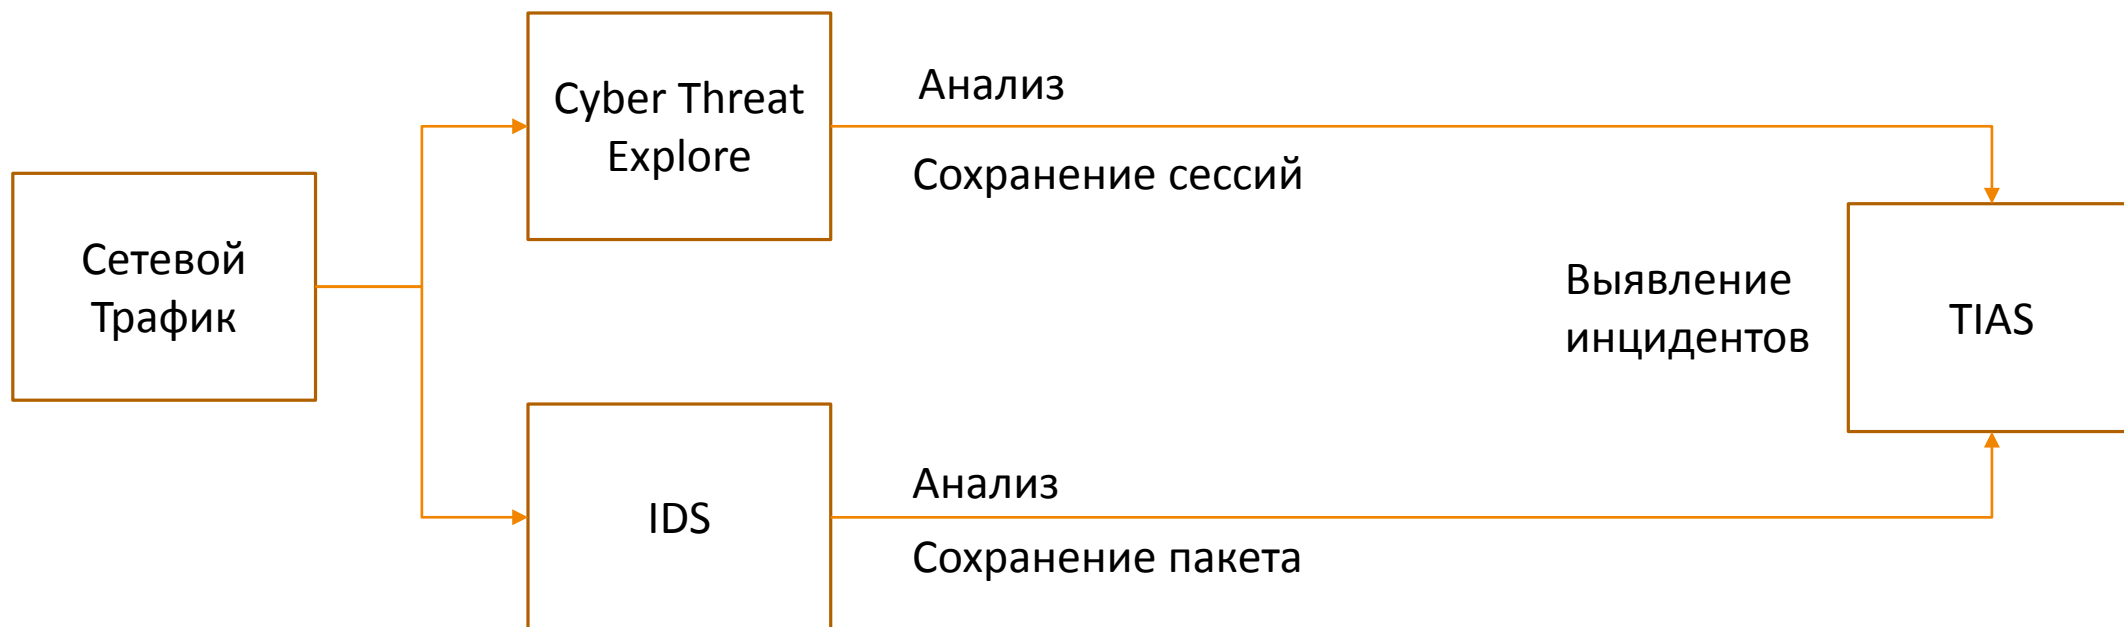 Сетевой
Трафик
Cyber Threat
Explore
Анализ
Сохранение сессий
IDS
Анализ
Сохранение пакета
Выявление
инцидентов
TIAS